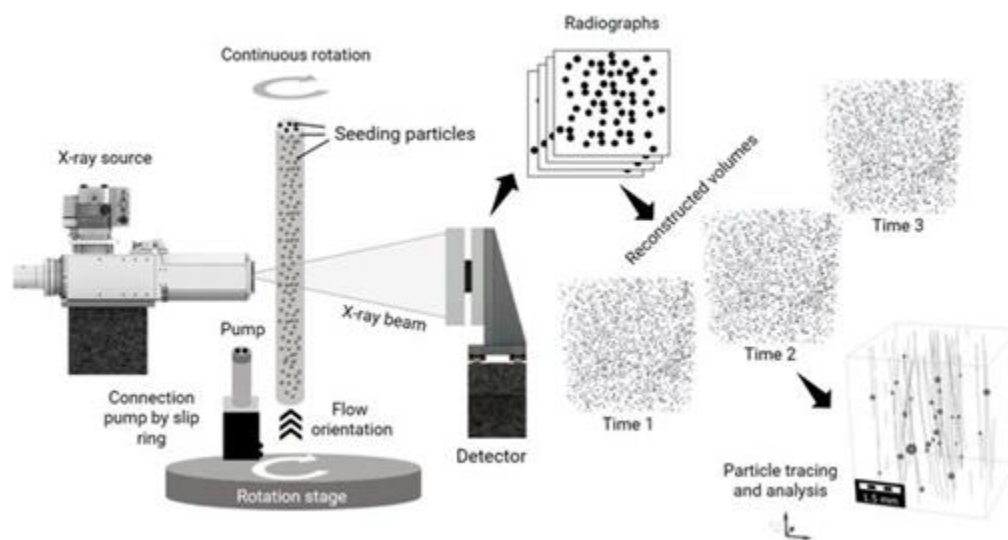 Radiographs
Continuous rotation
Seeding particles
X-ray source
Reconstructed volumes
Time 3
X-ray beam
Pump
Time 2
Connection
pump by slip
ring
Flow
orientation
Time 1
Detector
Particle tracing
and analysis
1.5 mm
Rotation stage